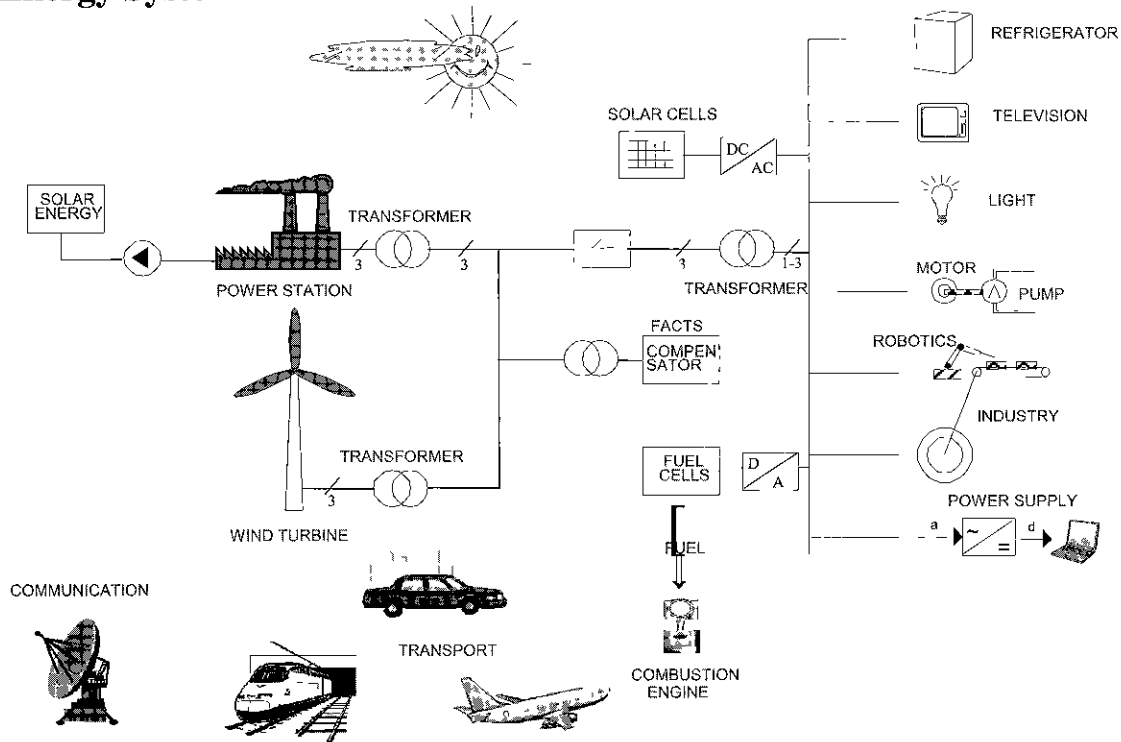 REFRIGERATOR
SOLAR CELLS
TELEVISION
DC
AC
SOLAR
ENERGY
TRANSFORMER
LIGHT
3
3
3
1-3
MOTOR
POWER STATION
TRANSFORMER
PUMP
FACTS
COMPEN
SATOR
ROBOTICS
INDUSTRY
TRANSFORMER
FUEL
CELLS
D
A
3
POWER SUPPLY
WIND TURBINE
a
d
~
=
FUEL
COMMUNICATION
TRANSPORT
COMBUSTION
ENGINE